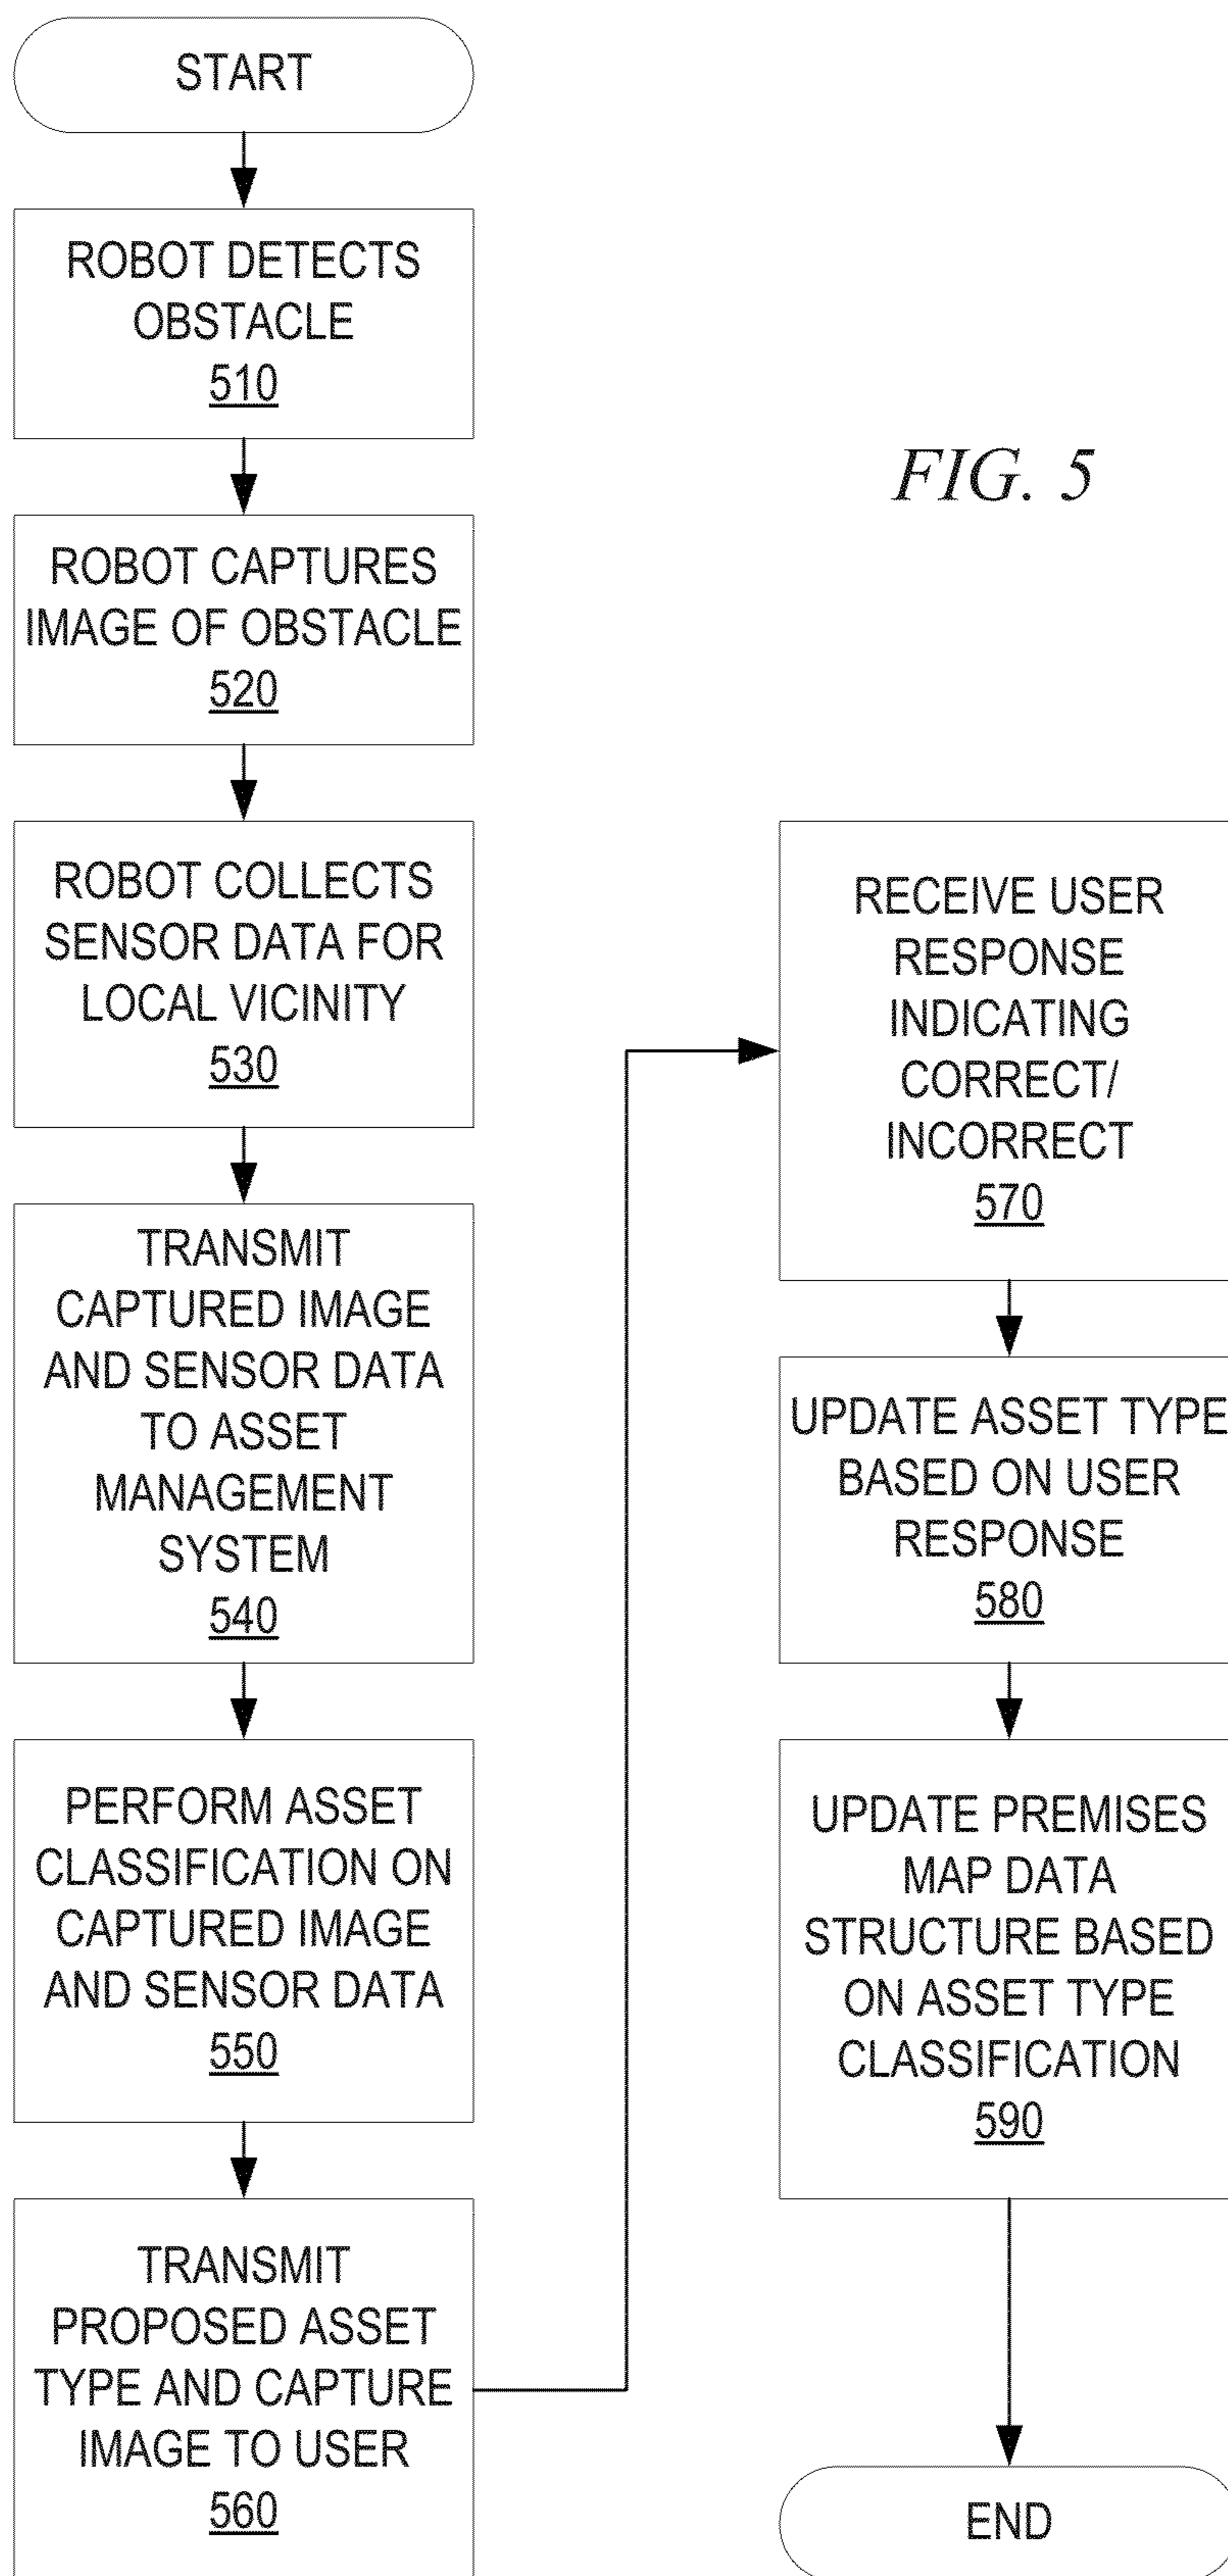 START
ROBOT DETECTS
OBSTACLE
510
ROBOT CAPTURES
IMAGE OF OBSTACLE
520
ROBOT COLLECTS
SENSOR DATA FOR
LOCAL VICINITY
530
TRANSMIT
CAPTURED IMAGE
AND SENSOR DATA
TO ASSET
MANAGEMENT
SYSTEM
540
PERFORM ASSET
CLASSIFICATION ON
CAPTURED IMAGE
AND SENSOR DATA
550
TRANSMIT
PROPOSED ASSET
TYPE AND CAPTURE
IMAGE TO USER
560
FIG. 5
RECEIVE USER
RESPONSE
INDICATING
CORRECT/
INCORRECT
570
UPDATE ASSET TYPE
BASED ON USER
RESPONSE
580
UPDATE PREMISES
MAP DATA
STRUCTURE BASED
ON ASSET TYPE
CLASSIFICATION
590
END